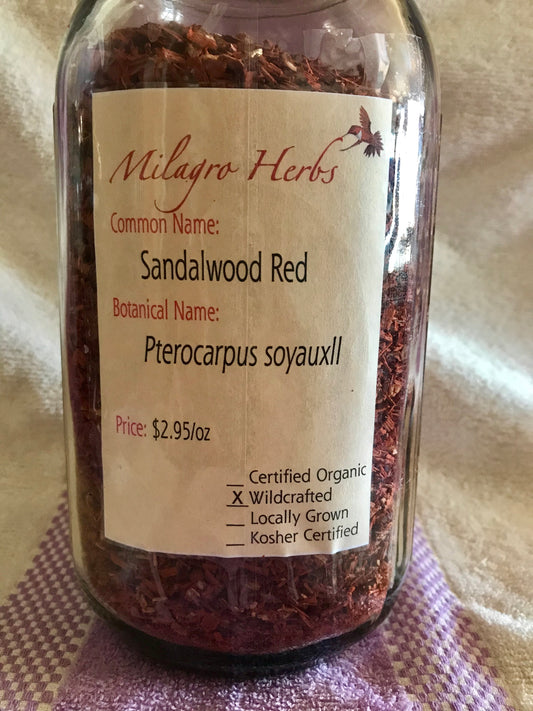 Milagro Herbs
Common Name:
Sandalwood Red
Botanical Name:
Pterocarpus soyauxll
Price: $2.95/oz
__ Certified Organic
X Wildcrafted
__ Locally Grown
__ Kosher Certified